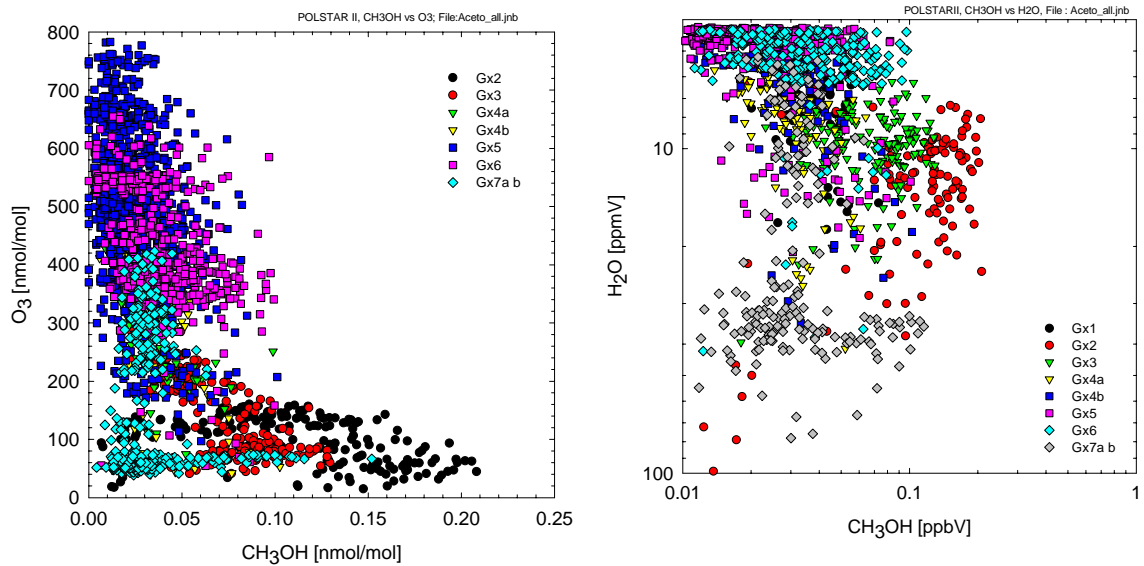 POLSTAR II, CH3OH vs O3; File:Aceto_all.jnb
800
700
600
500
400
300
200
100
0
O3 [nmol/mol]
0.00 0.05 0.10 0.15 0.20 0.25
CH3OH [nmol/mol]
Gx2
Gx3
Gx4a
Gx4b
Gx5
Gx6
Gx7a b
POLSTARII, CH3OH vs H2O, File : Aceto_all.jnb
10
100
H2O [ppmV]
0.01 0.1 1
CH3OH [ppbV]
Gx1
Gx2
Gx3
Gx4a
Gx4b
Gx5
Gx6
Gx7a b